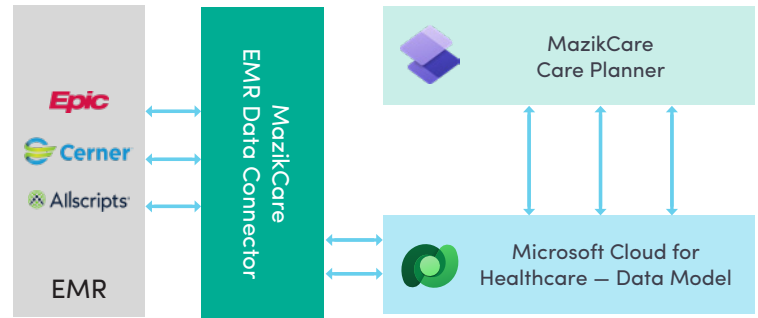 Epic
Cerner
Allscripts
EMR
MazikCare
EMR Data Connector
MazikCare
Care Planner
Microsoft Cloud for
Healthcare — Data Model